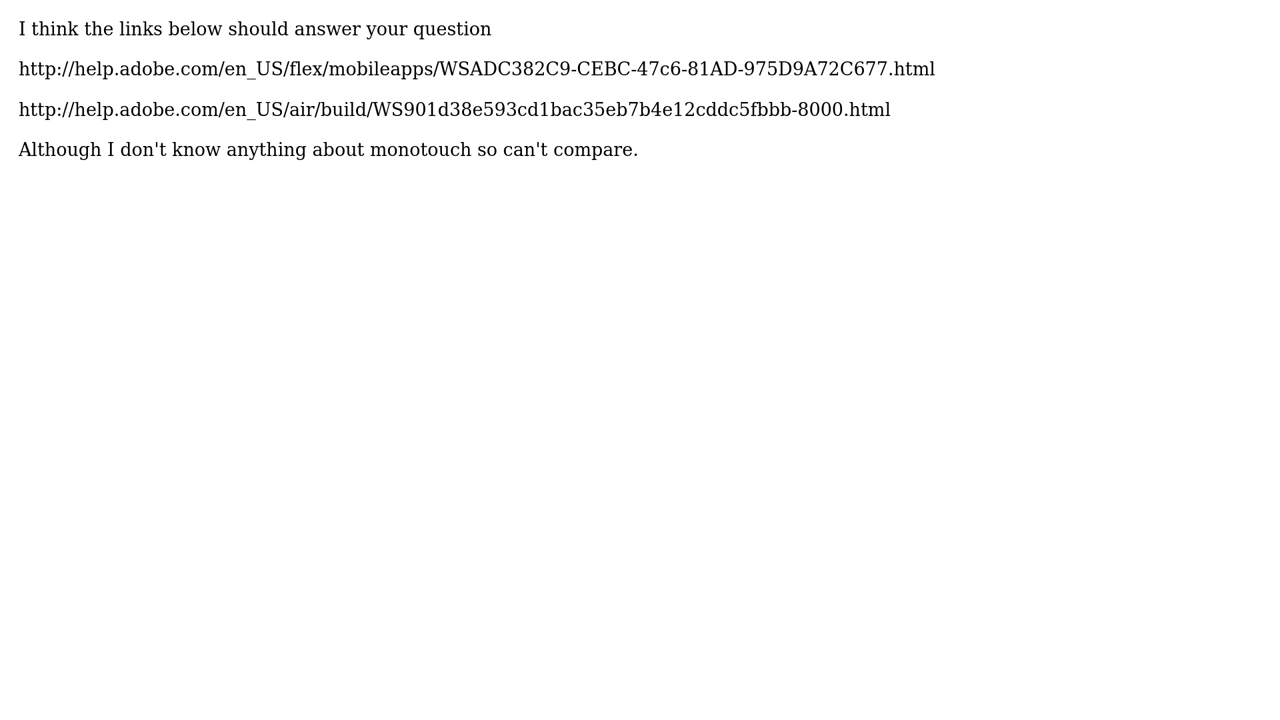 I think the links below should answer your question
http://help.adobe.com/en_US/flex/mobileapps/WSADC382C9-CEBC-47c6-81AD-975D9A72C677.html
http://help.adobe.com/en_US/air/build/WS901d38e593cd1bac35eb7b4e12cddc5fbbb-8000.html
Although I don't know anything about monotouch so can't compare.